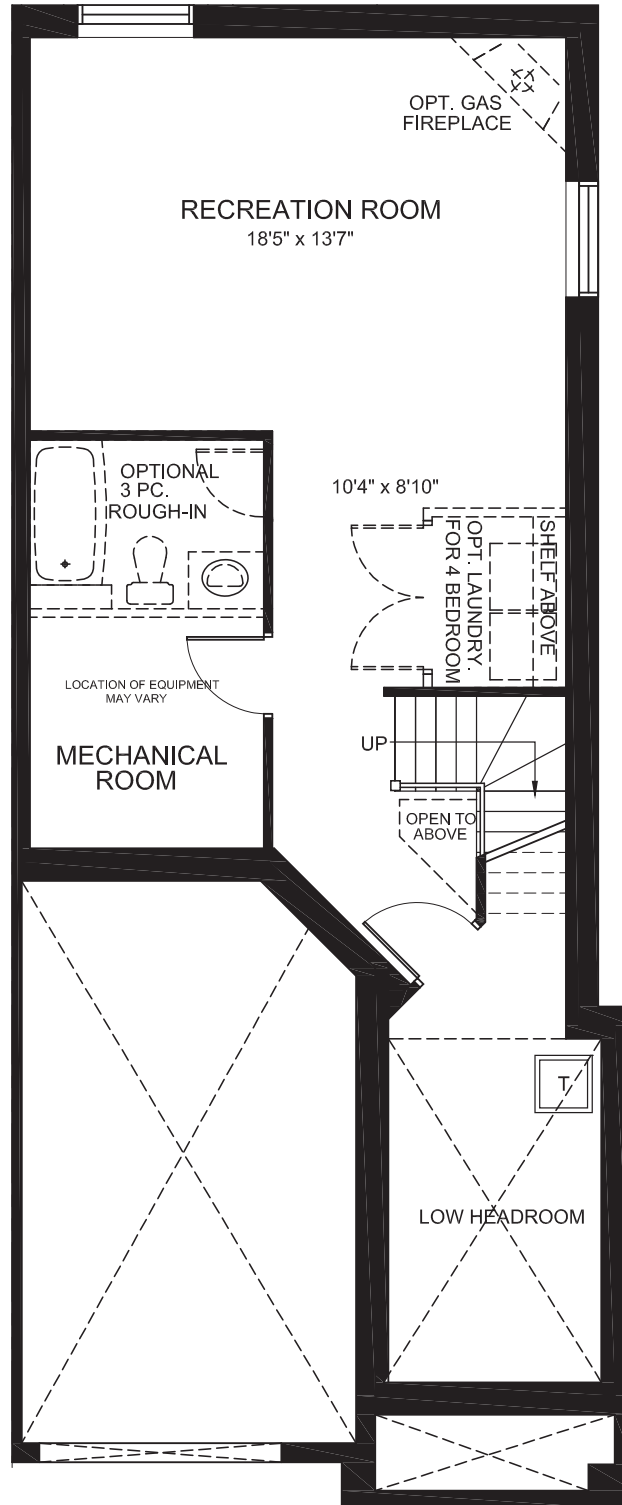 OPT. GAS
FIREPLACE
RECREATION ROOM
18'5" x 13'7"
OPTIONAL
3 PC.
ROUGH-IN
10'4" x 8'10"
SHELF ABOVE
OPT. LAUNDRY.
FOR 4 BEDROOM
LOCATION OF EQUIPMENT
MAY VARY
MECHANICAL
ROOM
UP
OPEN TO
ABOVE
T
LOW HEADROOM